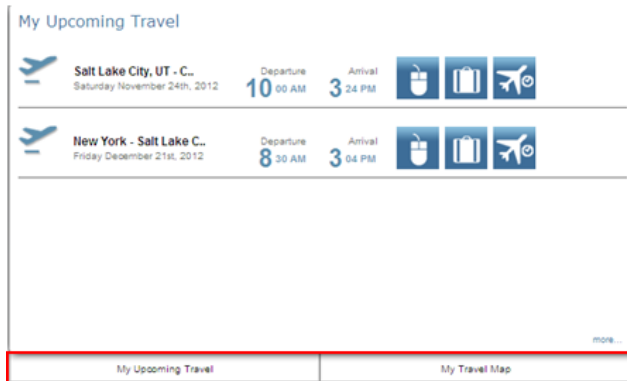 My Upcoming Travel
Salt Lake City, UT - C..
Saturday November 24th, 2012
Departure
10 00 AM
Arrival
3 24 PM
New York - Salt Lake C..
Friday December 21st, 2012
Departure
8 30 AM
Arrival
3 04 PM
more...
My Upcoming Travel
My Travel Map